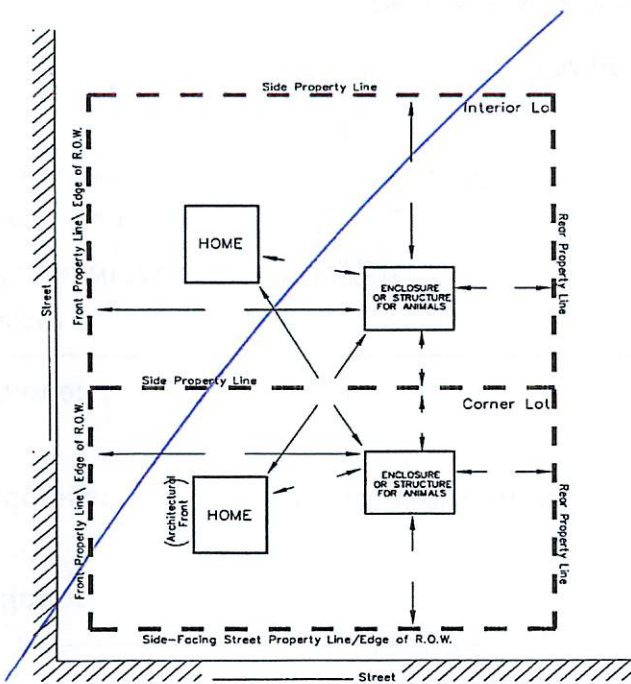 Side Property Line
Interior Lo
Front Property Line\ Edge of R.O.W.
HOME
ENCLOSURE
OR STRUCTURE
FOR ANIMALS
Rear Property Line
Street
Side Property Line
Corner Lot
Front Property Line\ Edge of R.O.W.
(Architectural
Front)
HOME
ENCLOSURE
OR STRUCTURE
FOR ANIMALS
Rear Property Line
Side-Facing Street Property Line/Edge of R.O.W.
Street